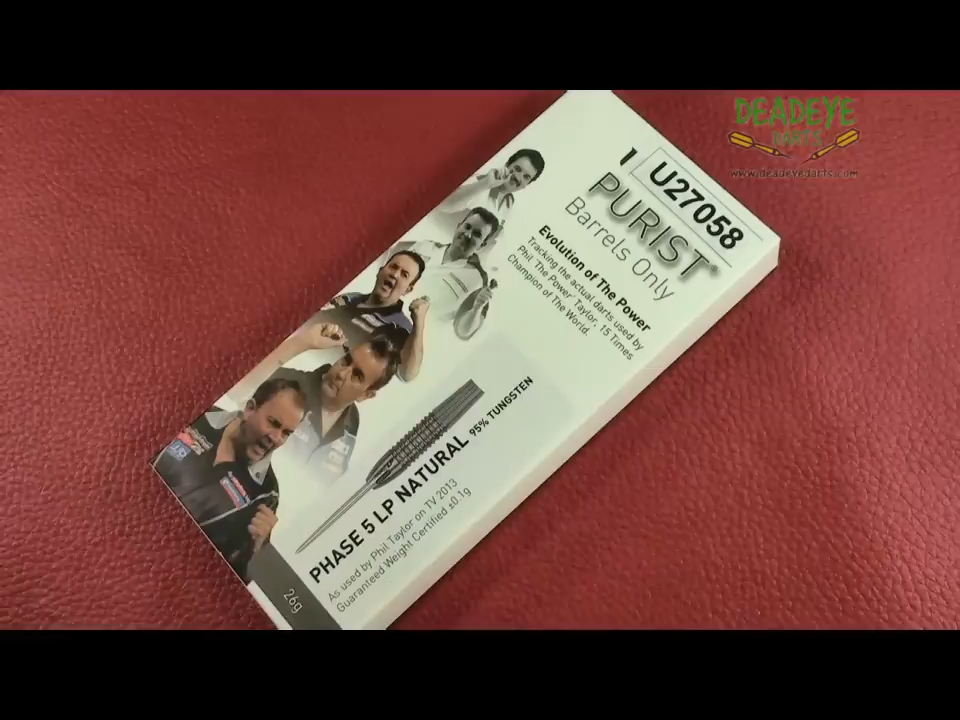 DEADEYE
DARTS
www.deadeyedarts.com
U27058
PURIST®
Barrels Only
Evolution of The Power
Tracking the actual darts used by
Phil 'The Power' Taylor, 15 Times
Champion of The World.
95% TUNGSTEN
PHASE 5 LP NATURAL
As used by Phil Taylor on TV 2013
Guaranteed Weight Certified ±0.1g
26g